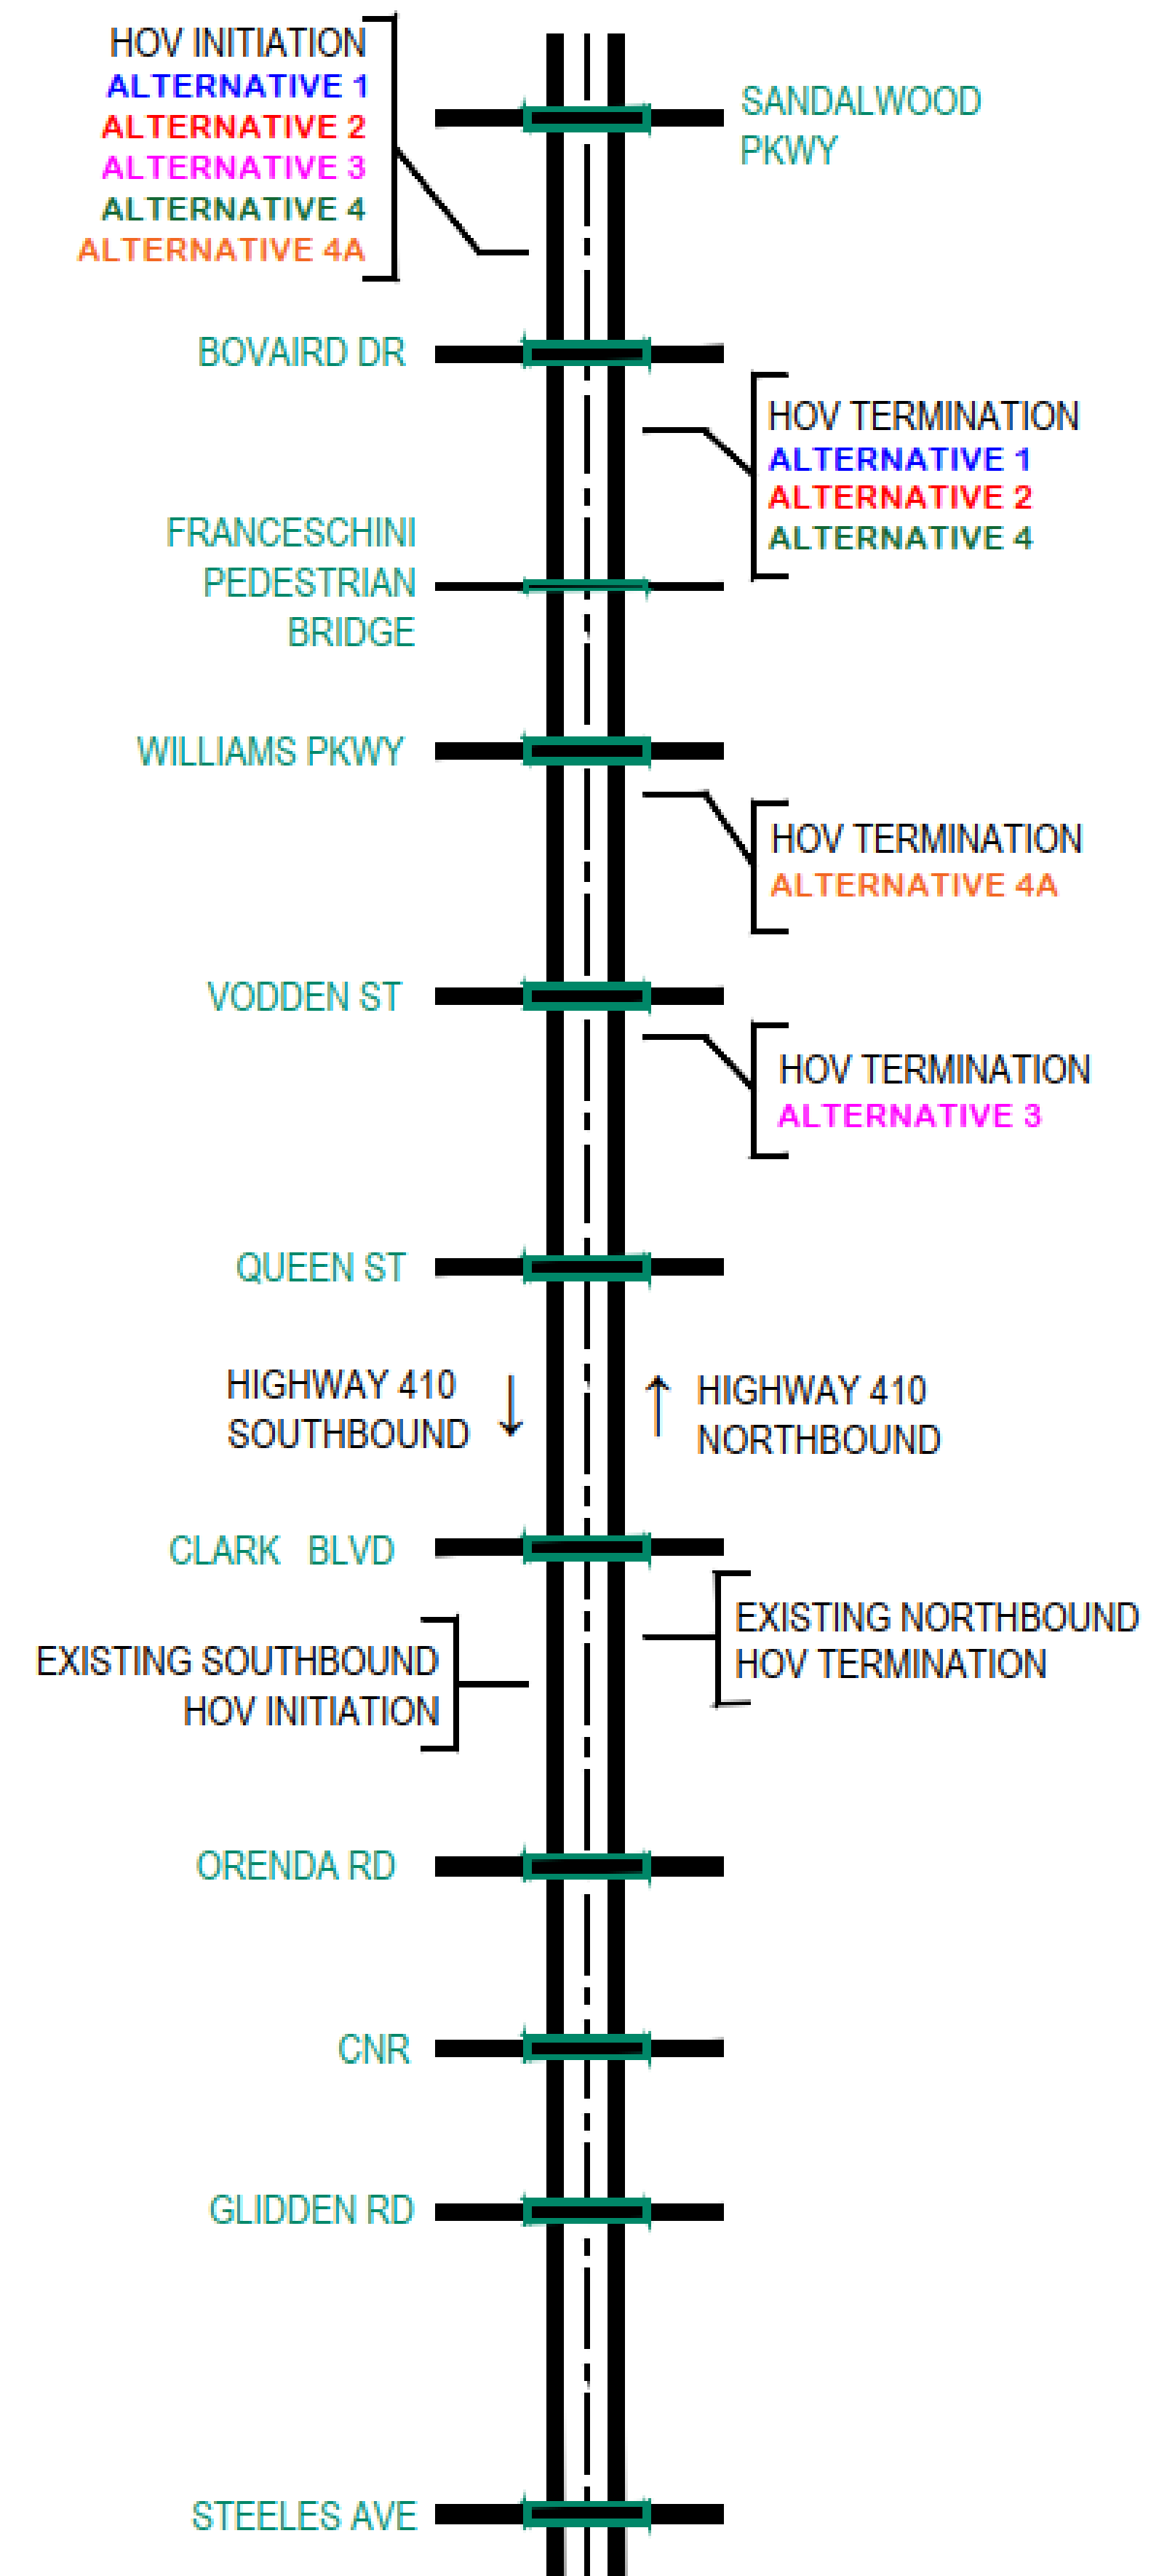 HOV INITIATION
ALTERNATIVE 1
ALTERNATIVE 2
ALTERNATIVE 3
ALTERNATIVE 4
ALTERNATIVE 4A
SANDALWOOD
PKWY
BOVAIRD DR
HOV TERMINATION
ALTERNATIVE 1
ALTERNATIVE 2
ALTERNATIVE 4
FRANCESCHINI
PEDESTRIAN
BRIDGE
WILLIAMS PKWY
HOV TERMINATION
ALTERNATIVE 4A
VODDEN ST
HOV TERMINATION
ALTERNATIVE 3
QUEEN ST
HIGHWAY 410
SOUTHBOUND
↓
↑
HIGHWAY 410
NORTHBOUND
CLARK BLVD
EXISTING NORTHBOUND
HOV TERMINATION
EXISTING SOUTHBOUND
HOV INITIATION
ORENDA RD
CNR
GLIDDEN RD
STEELES AVE